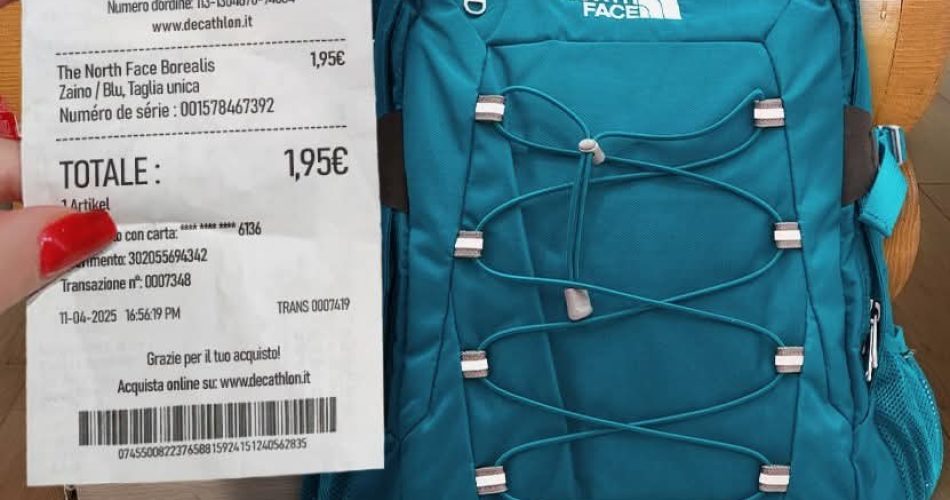 www.decathlon.it
The North Face Borealis
1,95€
Zaino / Blu, Taglia unica
Numéro de série : 001578467392
TOTALE :
1,95€
1 Artikel
con carta: **** **** **** 6136
302055694342
Transazione n°: 0007348
11-04-2025 16:56:19 PM
TRANS 0007419
Grazie per il tuo acquisto!
Acquista online su: www.decathlon.it
074550082237658815924151240562835
FACE